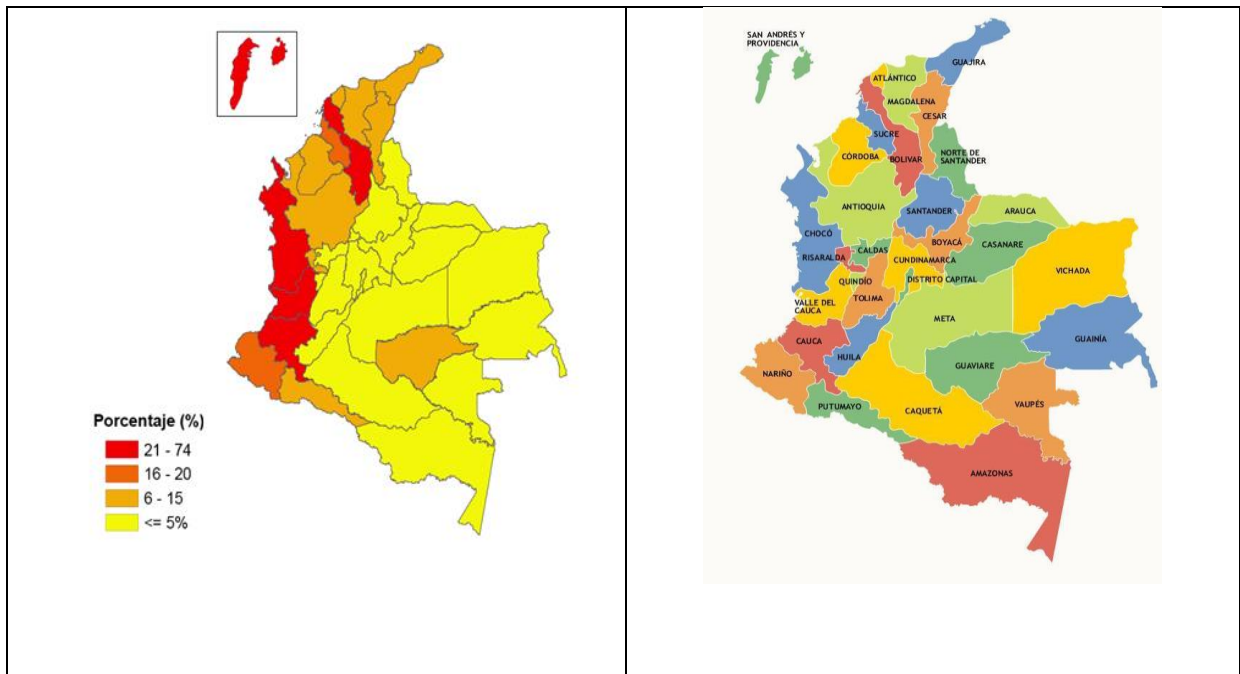 Porcentaje (%)
21 - 74
16 - 20
6 - 15
<= 5%
SAN ANDRÉS Y
PROVIDENCIA
GUAJIRA
ATLÁNTICO
MAGDALENA
CESAR
SUCRE
CÓRDOBA
BOLIVAR
NORTE DE
SANTANDER
ANTIOQUIA
SANTANDER
ARAUCA
CHOCÓ
BOYACÁ
CASANARE
CALDAS
RISARALDA
CUNDINAMARCA
VICHADA
QUINDÍO
DISTRITO CAPITAL
TOLIMA
VALLE DEL
CAUCA
META
CAUCA
GUAINÍA
HUILA
GUAVIARE
NARIÑO
VAUPÉS
PUTUMAYO
CAQUETÁ
AMAZONAS